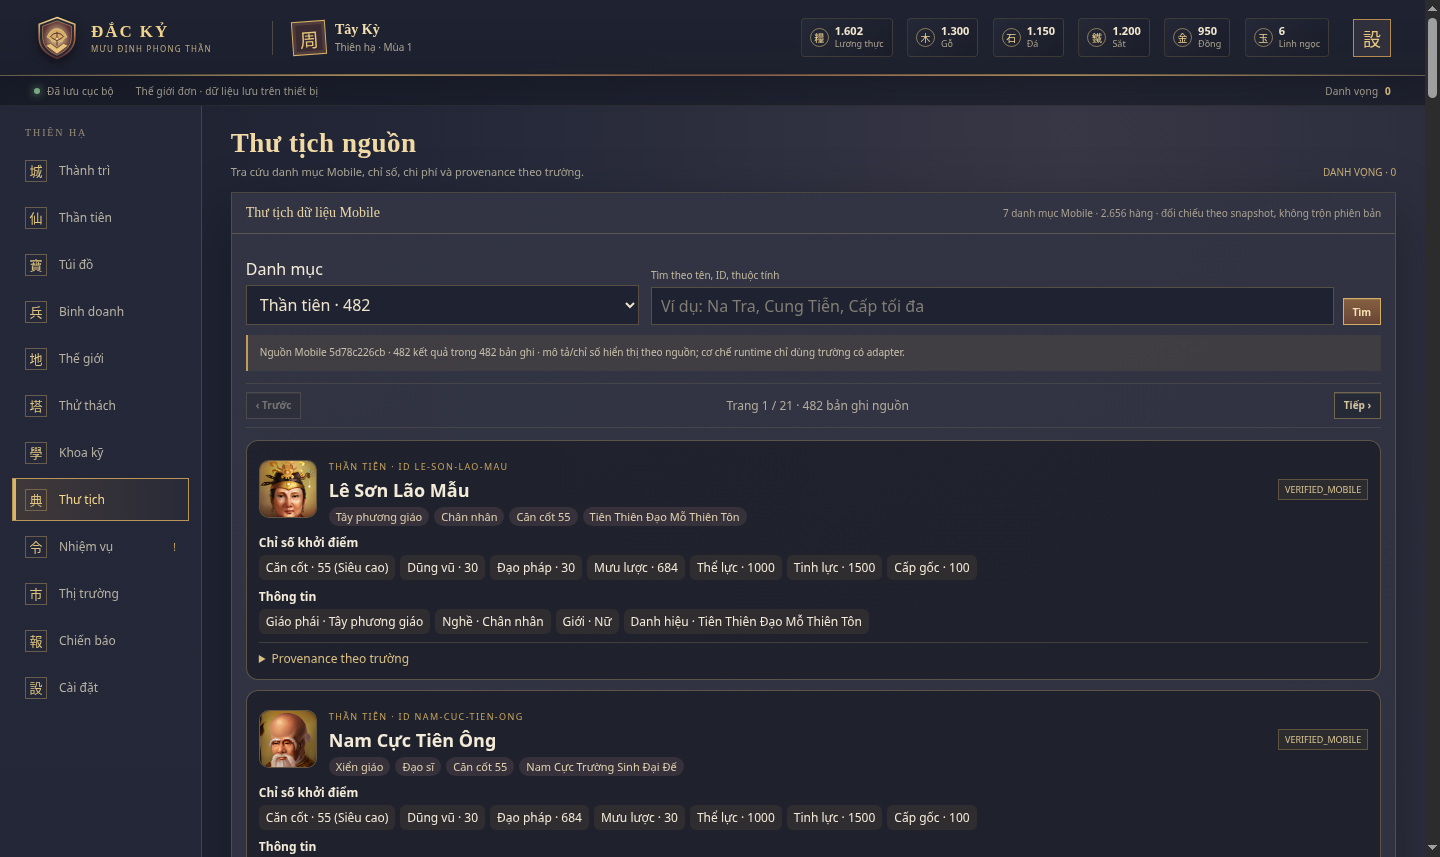 ĐẮC KỶ
MƯU ĐỊNH PHONG THẦN
周
Tây Kỳ
Thiên hạ · Mùa 1
糧 1.602 Lương thực
木 1.300 Gỗ
石 1.150 Đá
鐵 1.200 Sắt
金 950 Đồng
玉 6 Linh ngọc
設
Đã lưu cục bộ Thế giới đơn · dữ liệu lưu trên thiết bị Danh vọng 0
THIÊN HẠ
城 Thành trì
仙 Thần tiên
寶 Túi đồ
兵 Binh doanh
地 Thế giới
塔 Thử thách
學 Khoa kỹ
典 Thư tịch
令 Nhiệm vụ !
市 Thị trường
報 Chiến báo
設 Cài đặt
Thư tịch nguồn
Tra cứu danh mục Mobile, chỉ số, chi phí và provenance theo trường. DANH VỌNG · 0
Thư tịch dữ liệu Mobile 7 danh mục Mobile · 2.656 hàng · đối chiếu theo snapshot, không trộn phiên bản
Danh mục Tìm theo tên, ID, thuộc tính
Thần tiên · 482 Ví dụ: Na Tra, Cung Tiễn, Cấp tối đa Tìm
Nguồn Mobile 5d78c226cb · 482 kết quả trong 482 bản ghi · mô tả/chỉ số hiển thị theo nguồn; cơ chế runtime chỉ dùng trường có adapter.
‹ Trước Trang 1 / 21 · 482 bản ghi nguồn Tiếp ›
THẦN TIÊN · ID LE-SON-LAO-MAU
Lê Sơn Lão Mẫu VERIFIED_MOBILE
Tây phương giáo Chân nhân Căn cốt 55 Tiên Thiên Đạo Mỗ Thiên Tôn
Chỉ số khởi điểm
Căn cốt · 55 (Siêu cao) Dũng vũ · 30 Đạo pháp · 30 Mưu lược · 684 Thể lực · 1000 Tinh lực · 1500 Cấp gốc · 100
Thông tin
Giáo phái · Tây phương giáo Nghề · Chân nhân Giới · Nữ Danh hiệu · Tiên Thiên Đạo Mỗ Thiên Tôn
▶ Provenance theo trường
THẦN TIÊN · ID NAM-CUC-TIEN-ONG
Nam Cực Tiên Ông VERIFIED_MOBILE
Xiển giáo Đạo sĩ Căn cốt 55 Nam Cực Trường Sinh Đại Đế
Chỉ số khởi điểm
Căn cốt · 55 (Siêu cao) Dũng vũ · 30 Đạo pháp · 684 Mưu lược · 30 Thể lực · 1000 Tinh lực · 1500 Cấp gốc · 100
Thông tin